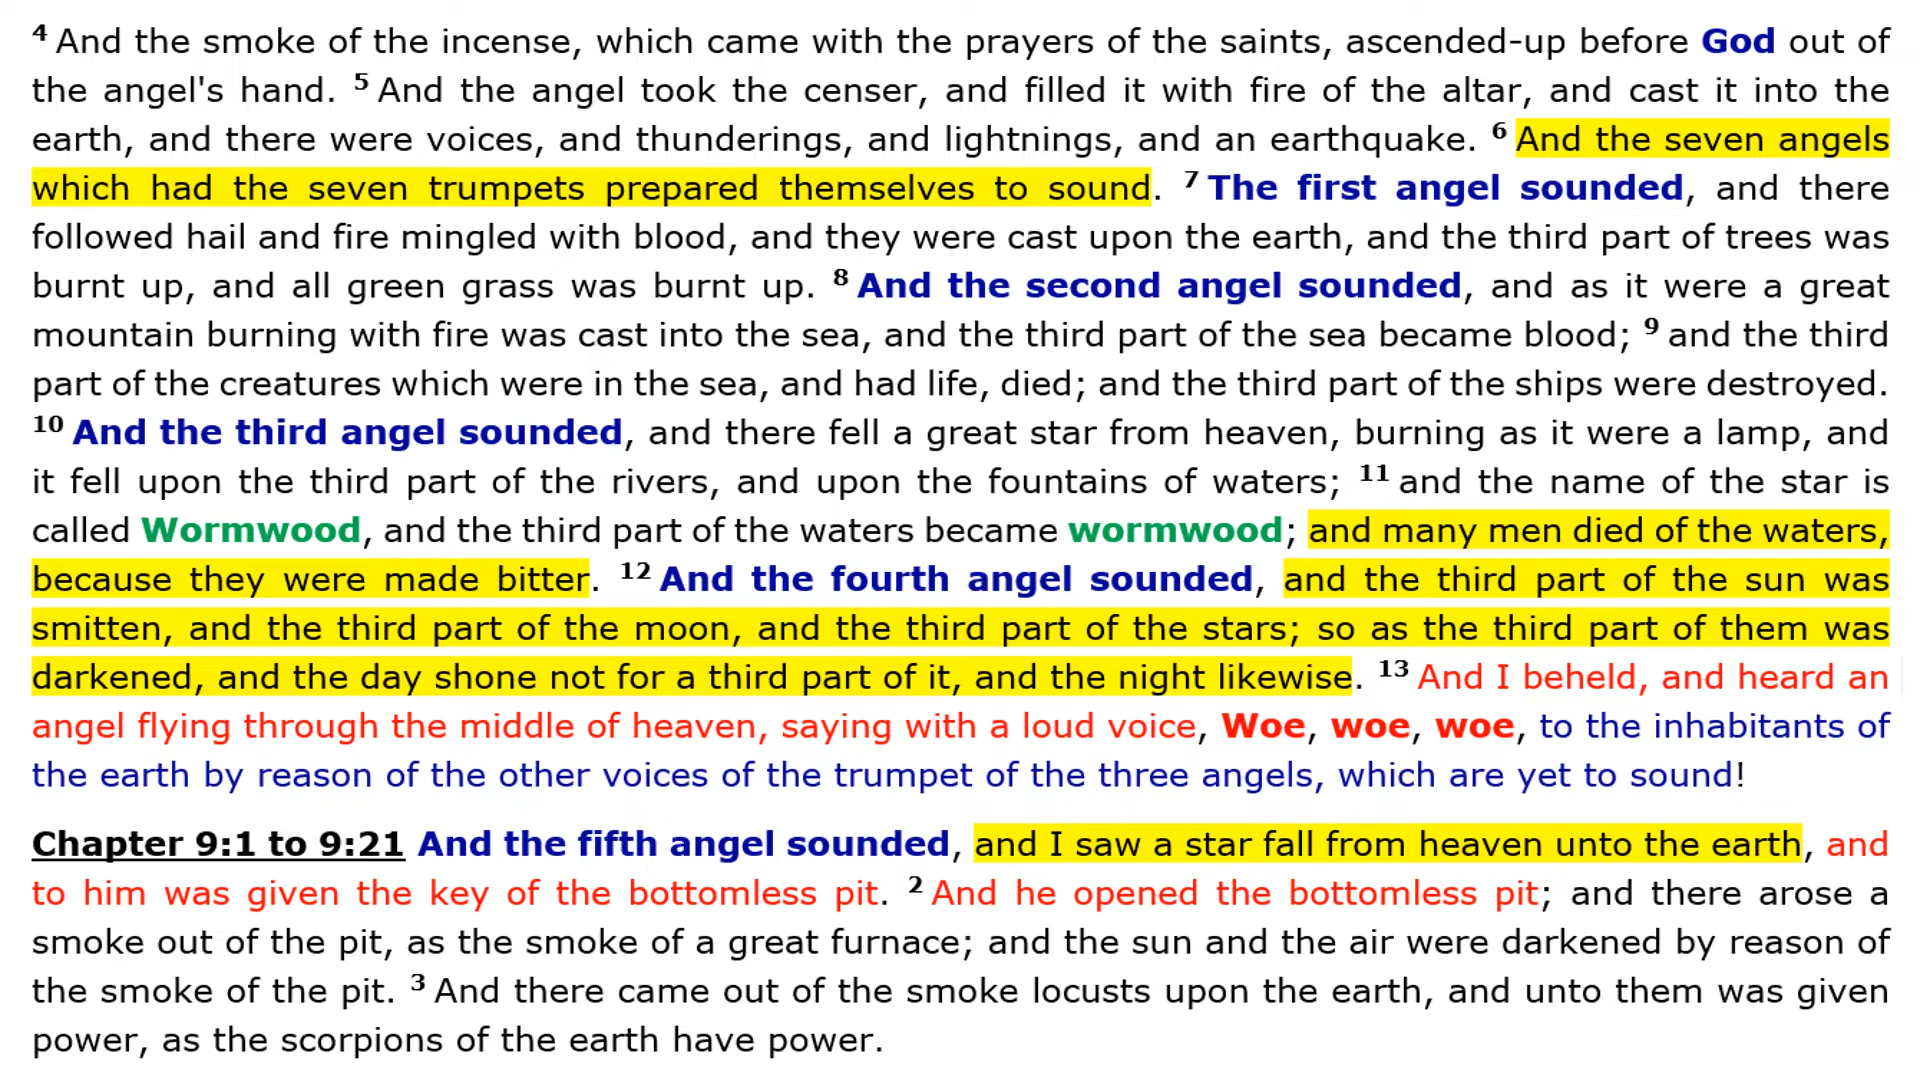 4 And the smoke of the incense, which came with the prayers of the saints, ascended-up before God out of
the angel's hand. 5 And the angel took the censer, and filled it with fire of the altar, and cast it into the
earth, and there were voices, and thunderings, and lightnings, and an earthquake. 6 And the seven angels
which had the seven trumpets prepared themselves to sound. 7 The first angel sounded, and there
followed hail and fire mingled with blood, and they were cast upon the earth, and the third part of trees was
burnt up, and all green grass was burnt up. 8 And the second angel sounded, and as it were a great
mountain burning with fire was cast into the sea, and the third part of the sea became blood; 9 and the third
part of the creatures which were in the sea, and had life, died; and the third part of the ships were destroyed.
10 And the third angel sounded, and there fell a great star from heaven, burning as it were a lamp, and
it fell upon the third part of the rivers, and upon the fountains of waters; 11 and the name of the star is
called Wormwood, and the third part of the waters became wormwood; and many men died of the waters,
because they were made bitter. 12 And the fourth angel sounded, and the third part of the sun was
smitten, and the third part of the moon, and the third part of the stars; so as the third part of them was
darkened, and the day shone not for a third part of it, and the night likewise. 13 And I beheld, and heard an
angel flying through the middle of heaven, saying with a loud voice, Woe, woe, woe, to the inhabitants of
the earth by reason of the other voices of the trumpet of the three angels, which are yet to sound!
Chapter 9:1 to 9:21 And the fifth angel sounded, and I saw a star fall from heaven unto the earth, and
to him was given the key of the bottomless pit. 2 And he opened the bottomless pit; and there arose a
smoke out of the pit, as the smoke of a great furnace; and the sun and the air were darkened by reason of
the smoke of the pit. 3 And there came out of the smoke locusts upon the earth, and unto them was given
power, as the scorpions of the earth have power.